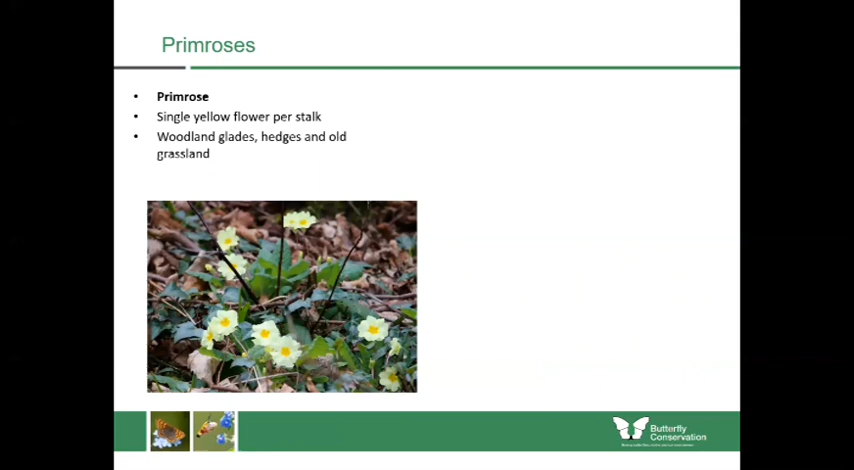 Primroses
• Primrose
• Single yellow flower per stalk
• Woodland glades, hedges and old
grassland
Butterfly
Conservation